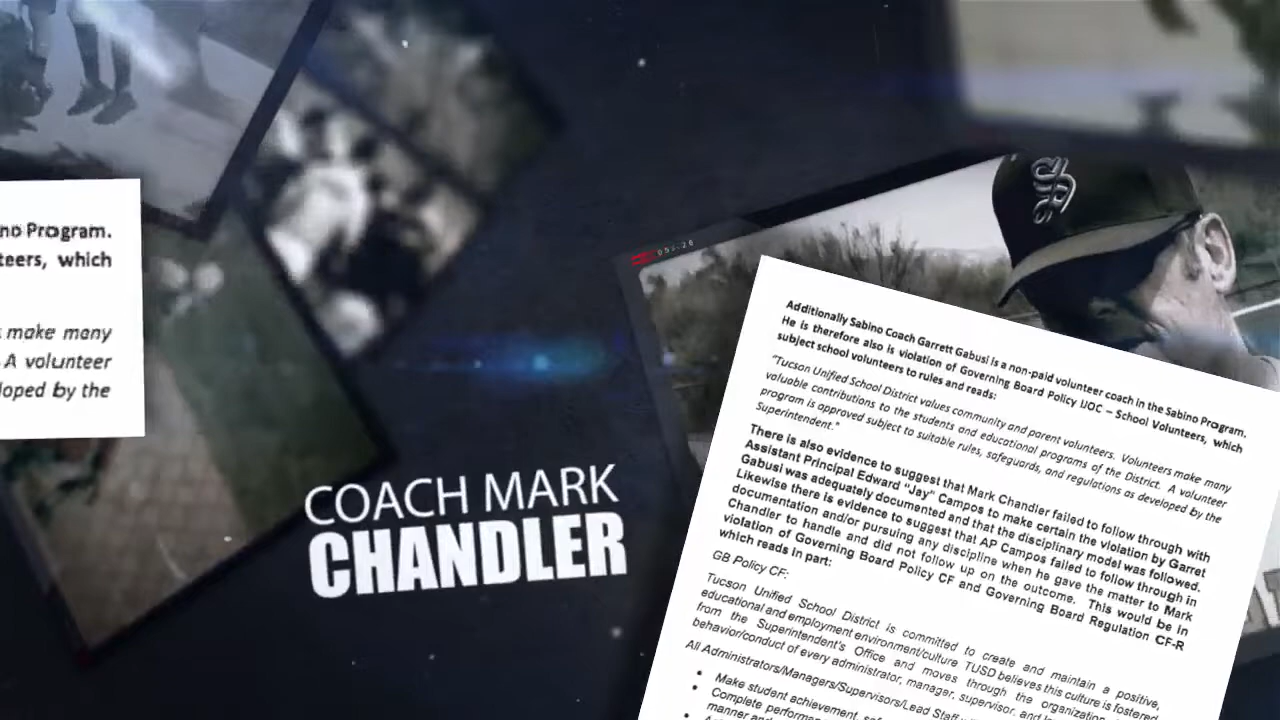 no Program.
teers, which
make many
A volunteer
loped by the
COACH MARK
CHANDLER
Additionally Sabino Coach Garrett Gabusi is a non-paid volunteer coach in the Sabino Program.
He is therefore also is violation of Governing Board Policy IJOC – School Volunteers, which
subject school volunteers to rules and reads:
"Tucson Unified School District values community and parent volunteers. Volunteers make many
valuable contributions to the students and educational programs of the District. A volunteer
program is approved subject to suitable rules, safeguards, and regulations as developed by the
Superintendent."
There is also evidence to suggest that Mark Chandler failed to follow through with
Assistant Principal Edward "Jay" Campos to make certain the violation by Garret
Gabusi was adequately documented and that the disciplinary model was followed.
Likewise there is evidence to suggest that AP Campos failed to follow through in
documentation and/or pursuing any discipline when he gave the matter to Mark
Chandler to handle and did not follow up on the outcome. This would be in
violation of Governing Board Policy CF and Governing Board Regulation CF-R
which reads in part:
GB Policy CF:
Tucson Unified School District is committed to create and maintain a positive,
educational and employment environment/culture TUSD believes this culture is fostered
from the Superintendent's Office and moves through the organization
behavior/conduct of every administrator, manager, supervisor, and
All Administrators/Managers/Supervisors/Lead Staff
• Make student achievement,
• Complete
manner and